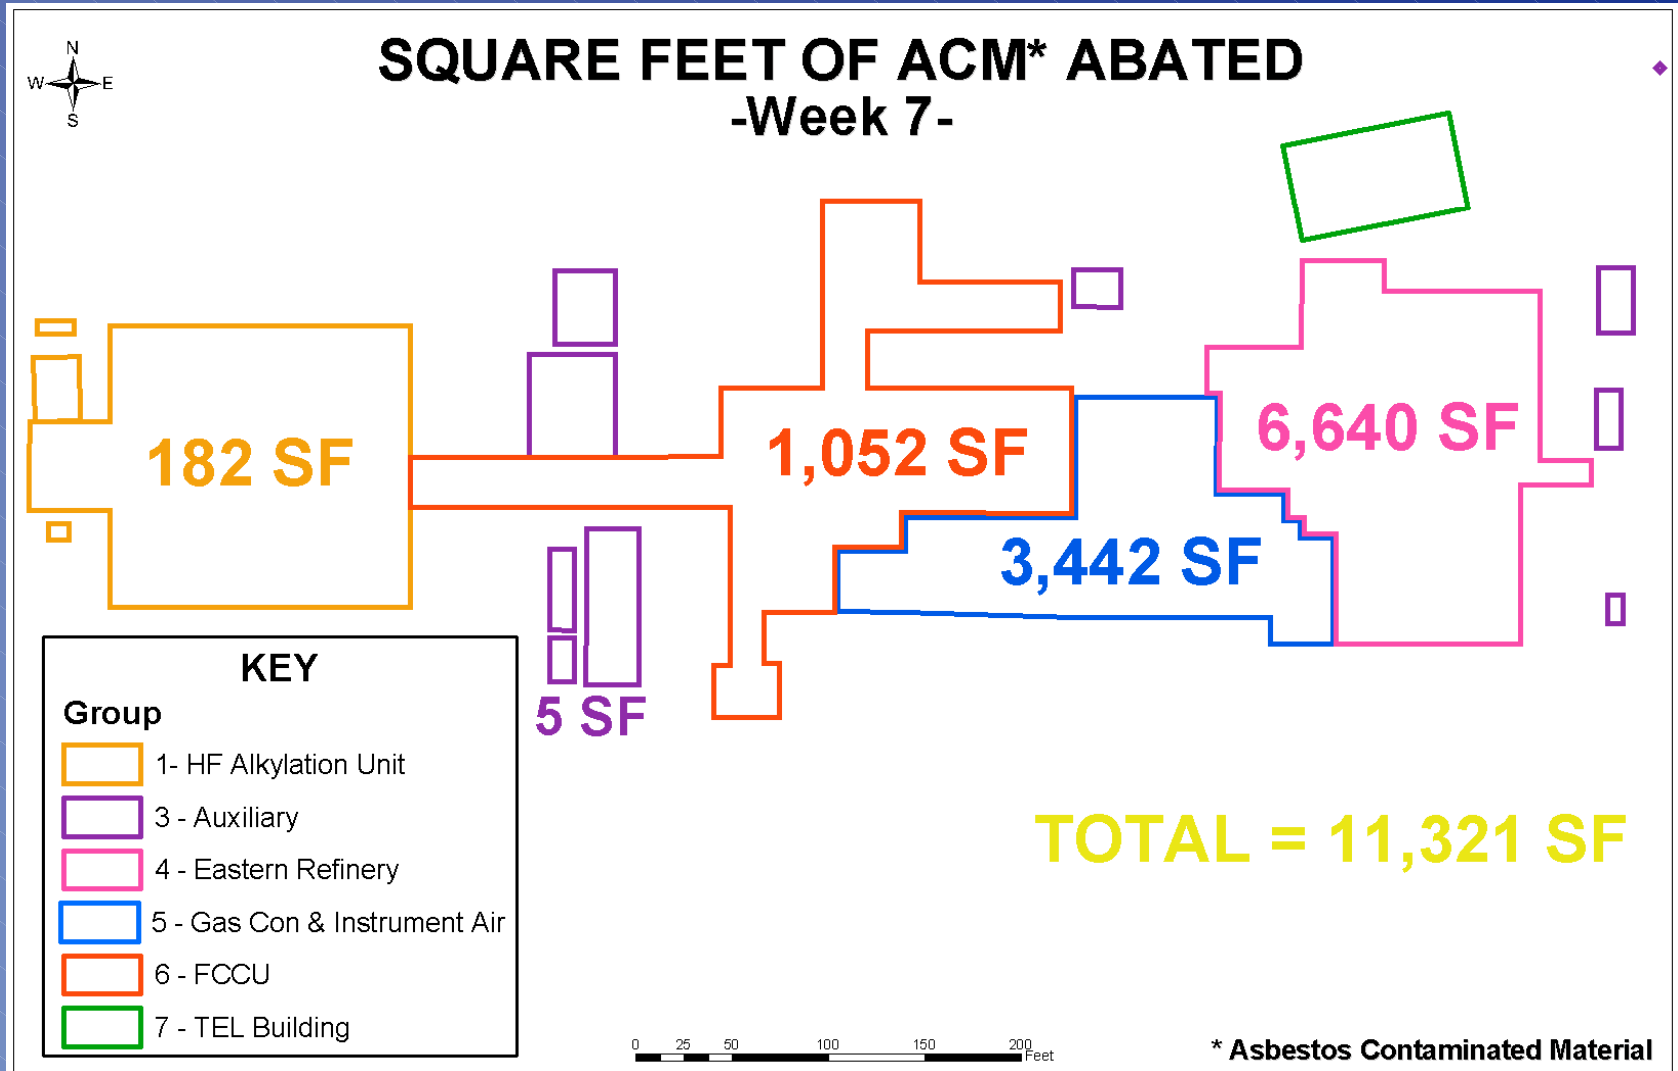 N
W E
S
SQUARE FEET OF ACM* ABATED
-Week 7-
182 SF
1,052 SF
6,640 SF
3,442 SF
5 SF
KEY
Group
1- HF Alkylation Unit
3 - Auxiliary
4 - Eastern Refinery
5 - Gas Con & Instrument Air
6 - FCCU
7 - TEL Building
TOTAL = 11,321 SF
0 25 50 100 150 200
Feet
* Asbestos Contaminated Material